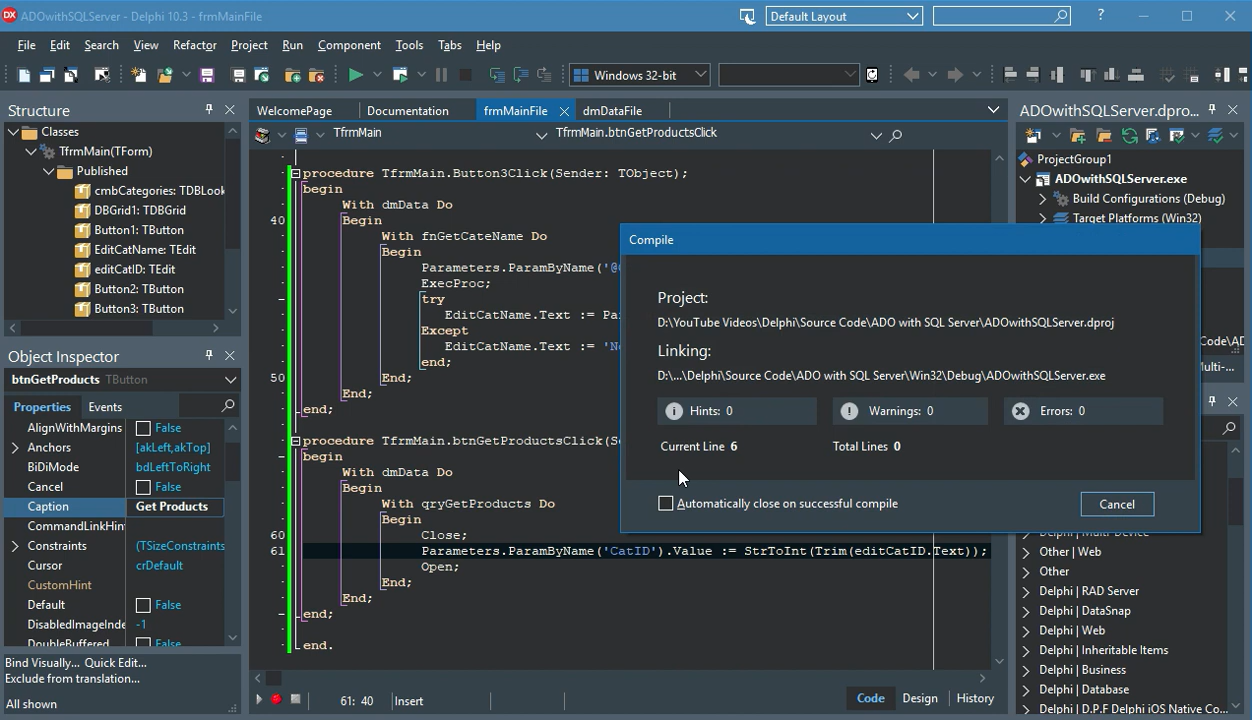 DX ADOwithSQLServer - Delphi 10.3 - frmMainFile
Default Layout
?
File Edit Search View Refactor Project Run Component Tools Tabs Help
Windows 32-bit
Structure
Classes
TfrmMain(TForm)
Published
cmbCategories: TDBLook
DBGrid1: TDBGrid
Button1: TButton
EditCatName: TEdit
editCatID: TEdit
Button2: TButton
Button3: TButton
Object Inspector
btnGetProducts TButton
Properties Events
AlignWithMargins False
Anchors [akLeft,akTop]
BiDiMode bdLeftToRight
Cancel False
Caption Get Products
CommandLinkHin
Constraints (TSizeConstraints
Cursor crDefault
CustomHint
Default False
DisabledImageInde -1
DoubleBuffered False
Bind Visually... Quick Edit...
Exclude from translation...
All shown
WelcomePage Documentation frmMainFile dmDataFile
TfrmMain TfrmMain.btnGetProductsClick
procedure TfrmMain.Button3Click(Sender: TObject);
begin
With dmData Do
40 Begin
With fnGetCateName Do
Begin
Parameters.ParamByName('@
ExecProc;
try
EditCatName.Text := Pa
Except
EditCatName.Text := 'N
end;
50 End;
End;
end;
procedure TfrmMain.btnGetProductsClick(S
begin
With dmData Do
Begin
With qryGetProducts Do
Begin
60 Close;
61 Parameters.ParamByName('CatID').Value := StrToInt(Trim(editCatID.Text));
Open;
End;
End;
end;
end.
61: 40 Insert
Code Design History
Compile
Project:
D:\YouTube Videos\Delphi\Source Code\ADO with SQL Server\ADOwithSQLServer.dproj
Linking:
D:\...\Delphi\Source Code\ADO with SQL Server\Win32\Debug\ADOwithSQLServer.exe
Hints: 0 Warnings: 0 Errors: 0
Current Line 6 Total Lines 0
Automatically close on successful compile
Cancel
ADOwithSQLServer.dpro...
ProjectGroup1
ADOwithSQLServer.exe
Build Configurations (Debug)
Target Platforms (Win32)
Code\AD
Multi-...
Other | Web
Other
Delphi | RAD Server
Delphi | DataSnap
Delphi | Web
Delphi | Inheritable Items
Delphi | Business
Delphi | Database
Delphi | D.P.F Delphi iOS Native Co...